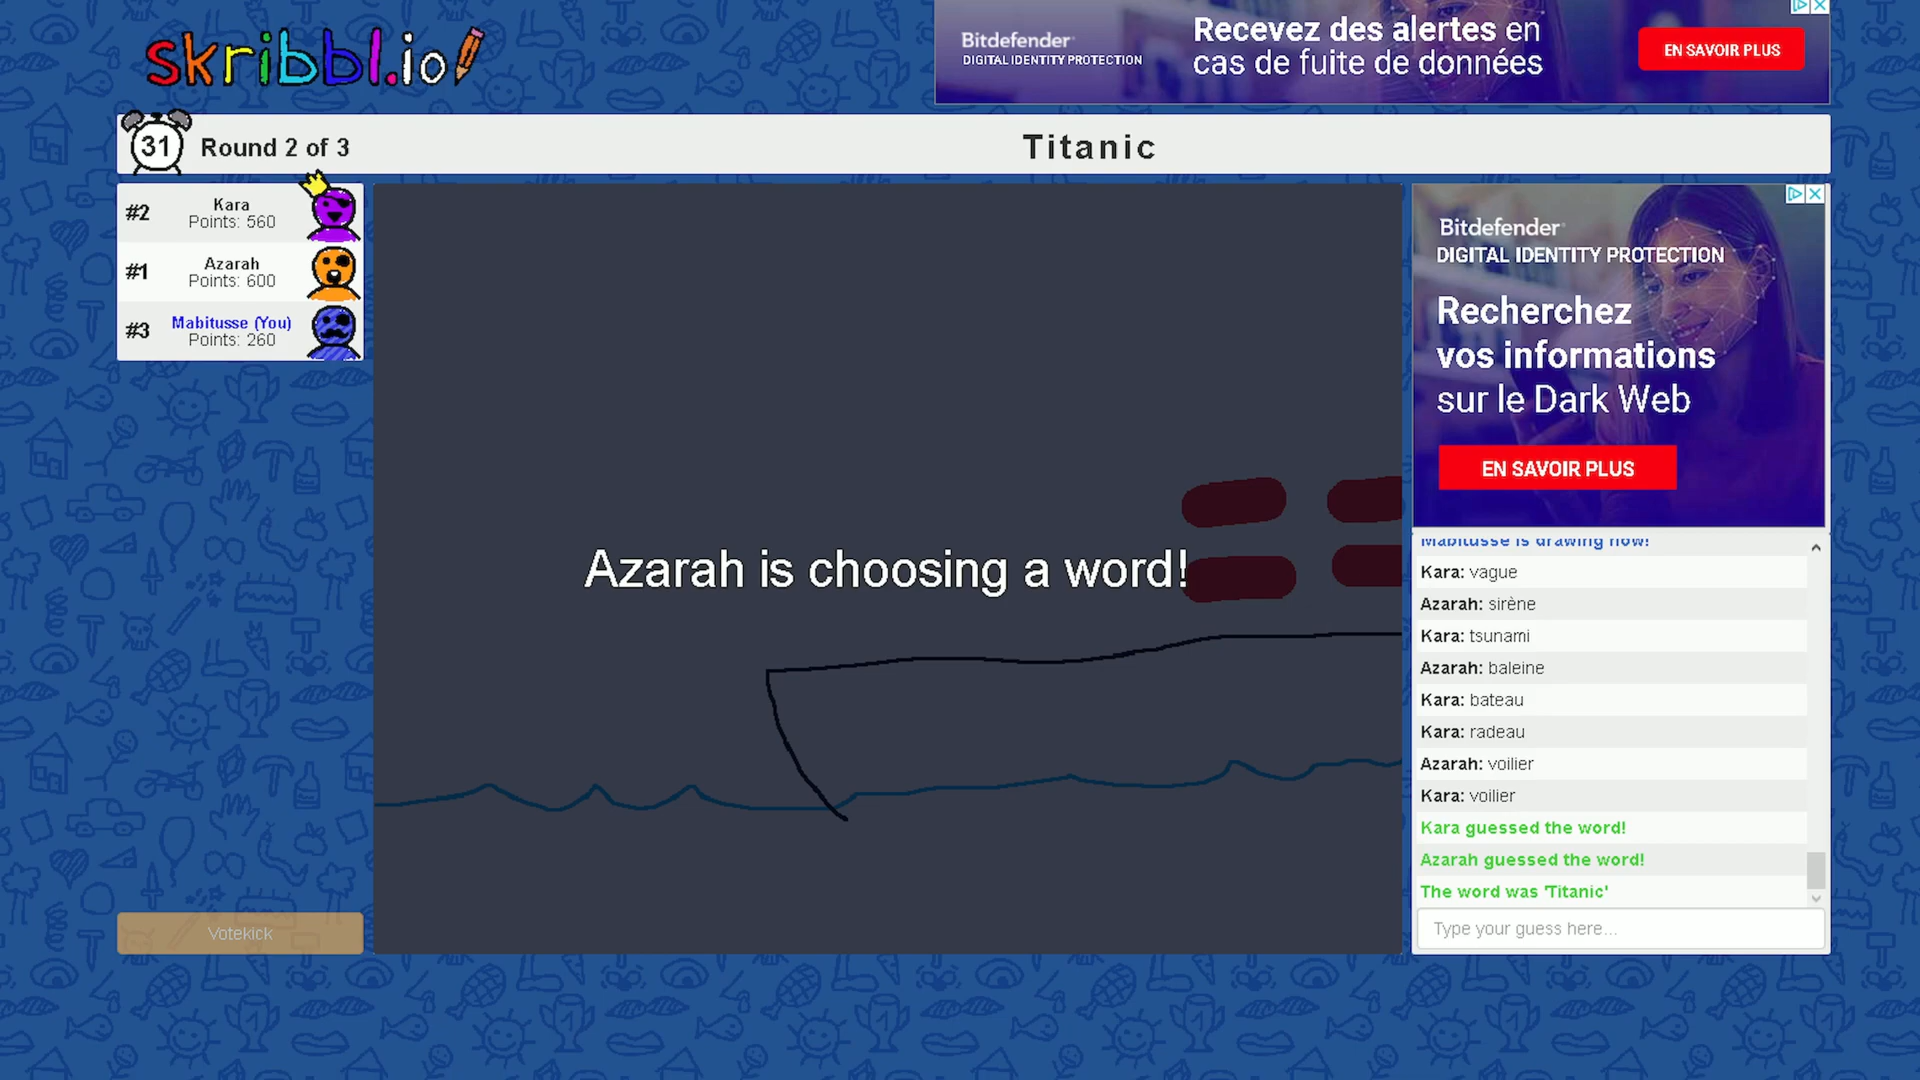 skribbl.io
Bitdefender
DIGITAL IDENTITY PROTECTION
Recevez des alertes en
cas de fuite de données
EN SAVOIR PLUS
31
Round 2 of 3
Titanic
#2
Kara
Points: 560
#1
Azarah
Points: 600
#3
Mabitusse (You)
Points: 260
Votekick
Azarah is choosing a word!
Bitdefender
DIGITAL IDENTITY PROTECTION
Recherchez
vos informations
sur le Dark Web
EN SAVOIR PLUS
Mabitusse is drawing now!
Kara: vague
Azarah: sirène
Kara: tsunami
Azarah: baleine
Kara: bateau
Kara: radeau
Azarah: voilier
Kara: voilier
Kara guessed the word!
Azarah guessed the word!
The word was 'Titanic'
Type your guess here...